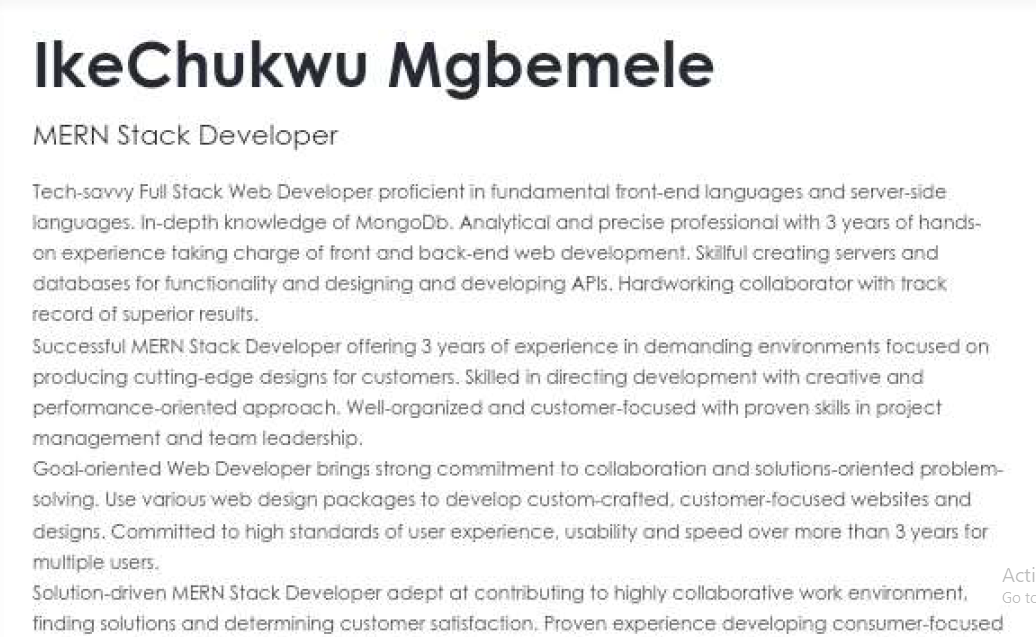 IkeChukwu Mgbemele
MERN Stack Developer
Tech-savvy Full Stack Web Developer proficient in fundamental front-end languages and server-side
languages. In-depth knowledge of MongoDb. Analytical and precise professional with 3 years of hands-
on experience taking charge of front and back-end web development. Skillful creating servers and
databases for functionality and designing and developing APIs. Hardworking collaborator with track
record of superior results.
Successful MERN Stack Developer offering 3 years of experience in demanding environments focused on
producing cutting-edge designs for customers. Skilled in directing development with creative and
performance-oriented approach. Well-organized and customer-focused with proven skills in project
management and team leadership.
Goal-oriented Web Developer brings strong commitment to collaboration and solutions-oriented problem-
solving. Use various web design packages to develop custom-crafted, customer-focused websites and
designs. Committed to high standards of user experience, usability and speed over more than 3 years for
multiple users.
Solution-driven MERN Stack Developer adept at contributing to highly collaborative work environment,
finding solutions and determining customer satisfaction. Proven experience developing consumer-focused
Acti
Go to